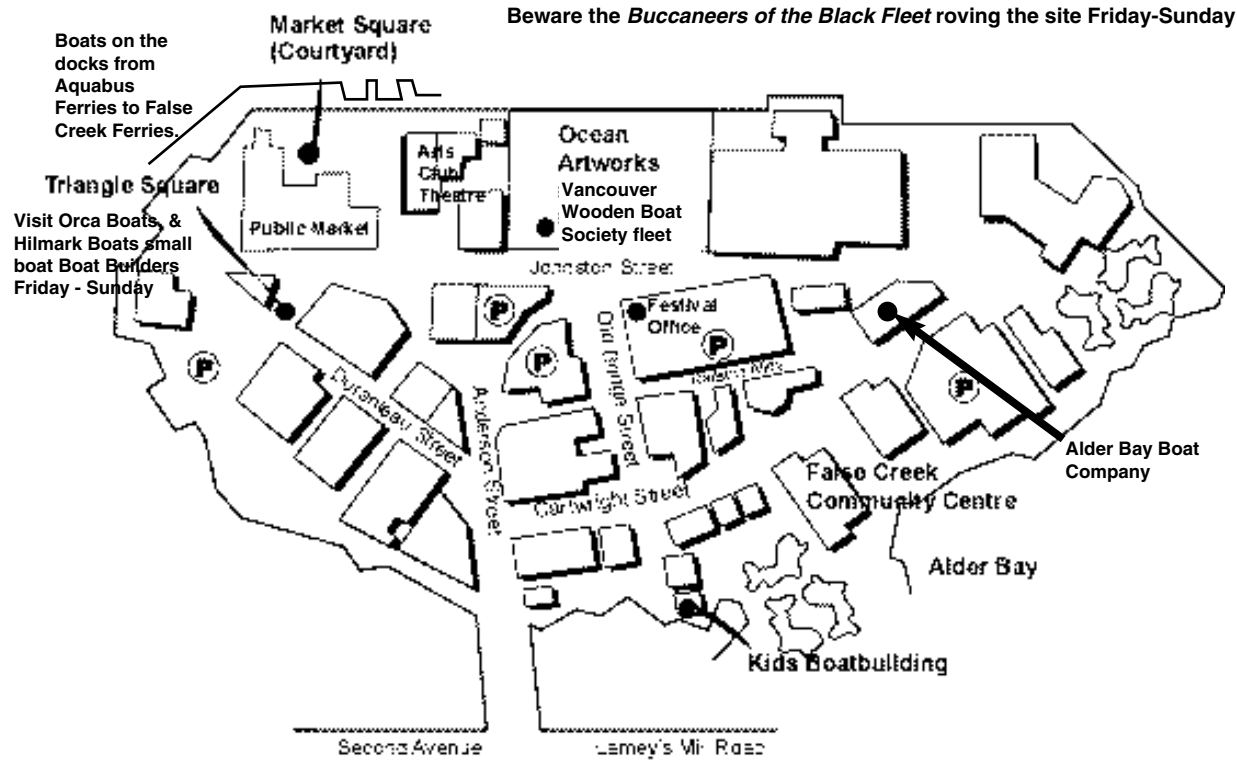 Beware the Buccaneers of the Black Fleet roving the site Friday-Sunday
Market Square
(Courtyard)
Boats on the
docks from
Aquabus
Ferries to False
Creek Ferries.
Triangle Square
Visit Orca Boats, &
Hilmark Boats small
boat Boat Builders
Friday - Sunday
Public Market
Arts
Club
Theatre
Ocean
Artworks
Vancouver
Wooden Boat
Society fleet
Johnston Street
P
Festival
Office
P
P
P
P
Old Bridge Street
Duranleau Street
Anderson Street
Cartwright Street
Alder Bay Boat
Company
False Creek
Community Centre
Alder Bay
Kids Boatbuilding
Second Avenue
Lamey's Mill Road